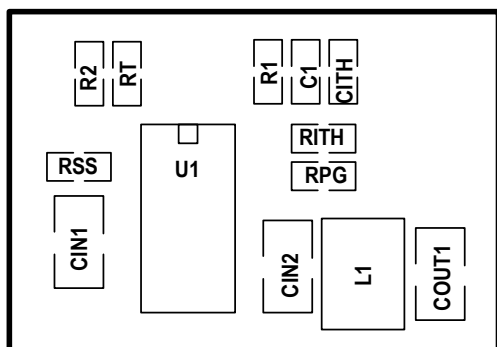 R2
RT
R1
C1
CITH
RITH
RSS
U1
RPG
CIN1
CIN2
L1
COUT1